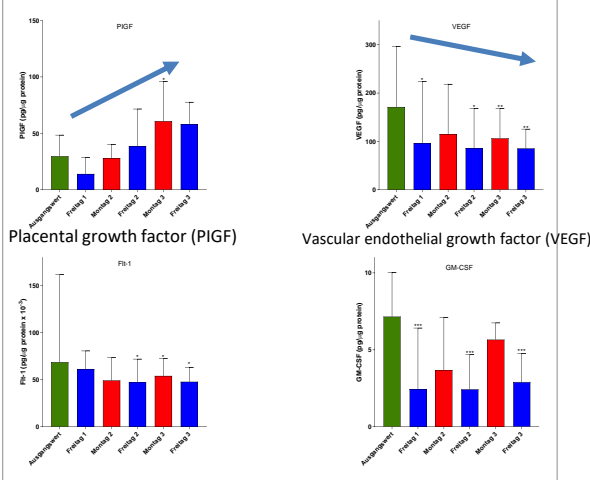 PlGF
150
100
50
0
PlGF (pg/µg protein)
*
Ausgangswert
Freitag 1
Montag 2
Freitag 2
Montag 3
Freitag 3
VEGF
300
200
100
0
VEGF (pg/µg protein)
*
*
**
**
Ausgangswert
Freitag 1
Montag 2
Freitag 2
Montag 3
Freitag 3
Placental growth factor (PlGF)
Vascular endothelial growth factor (VEGF)
Flt-1
150
100
50
0
Flt-1 (pg/µg protein x 10⁻³)
*
*
*
Ausgangswert
Freitag 1
Montag 2
Freitag 2
Montag 3
Freitag 3
GM-CSF
10
5
0
GM-CSF (pg/µg protein)
***
***
***
Ausgangswert
Freitag 1
Montag 2
Freitag 2
Montag 3
Freitag 3